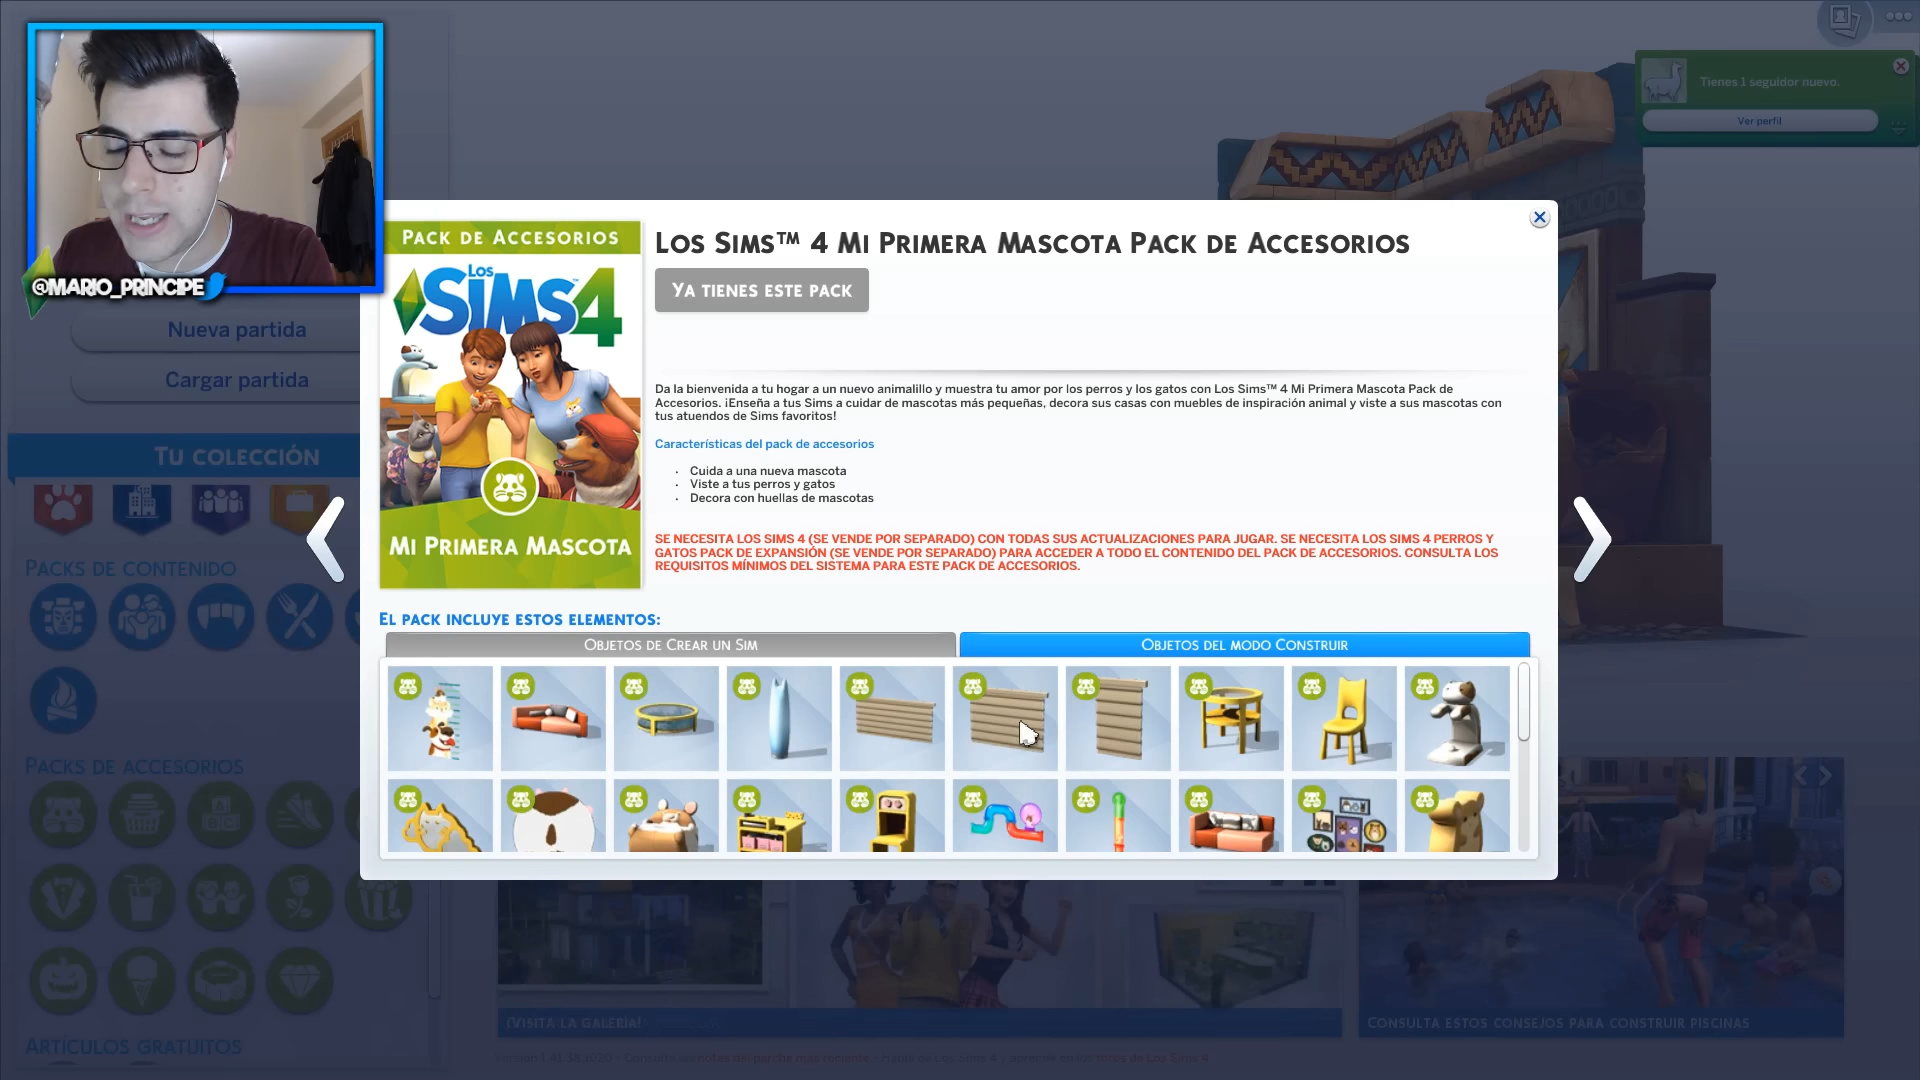 @MARIO_PRINCIPE
Nueva partida
Cargar partida
TU COLECCIÓN
PACKS DE CONTENIDO
PACKS DE ACCESORIOS
ARTÍCULOS GRATUITOS
Tienes 1 seguidor nuevo.
Ver perfil
PACK DE ACCESORIOS
LOS SIMS 4
MI PRIMERA MASCOTA
LOS SIMS™ 4 MI PRIMERA MASCOTA PACK DE ACCESORIOS
YA TIENES ESTE PACK
Da la bienvenida a tu hogar a un nuevo animalillo y muestra tu amor por los perros y los gatos con Los Sims™ 4 Mi Primera Mascota Pack de
Accesorios. ¡Enseña a tus Sims a cuidar de mascotas más pequeñas, decora sus casas con muebles de inspiración animal y viste a sus mascotas con
tus atuendos de Sims favoritos!
Características del pack de accesorios
· Cuida a una nueva mascota
· Viste a tus perros y gatos
· Decora con huellas de mascotas
SE NECESITA LOS SIMS 4 (SE VENDE POR SEPARADO) CON TODAS SUS ACTUALIZACIONES PARA JUGAR. SE NECESITA LOS SIMS 4 PERROS Y
GATOS PACK DE EXPANSIÓN (SE VENDE POR SEPARADO) PARA ACCEDER A TODO EL CONTENIDO DEL PACK DE ACCESORIOS. CONSULTA LOS
REQUISITOS MÍNIMOS DEL SISTEMA PARA ESTE PACK DE ACCESORIOS.
EL PACK INCLUYE ESTOS ELEMENTOS:
OBJETOS DE CREAR UN SIM
OBJETOS DEL MODO CONSTRUIR
¡VISITA LA GALERÍA!
CONSULTA ESTOS CONSEJOS PARA CONSTRUIR PISCINAS